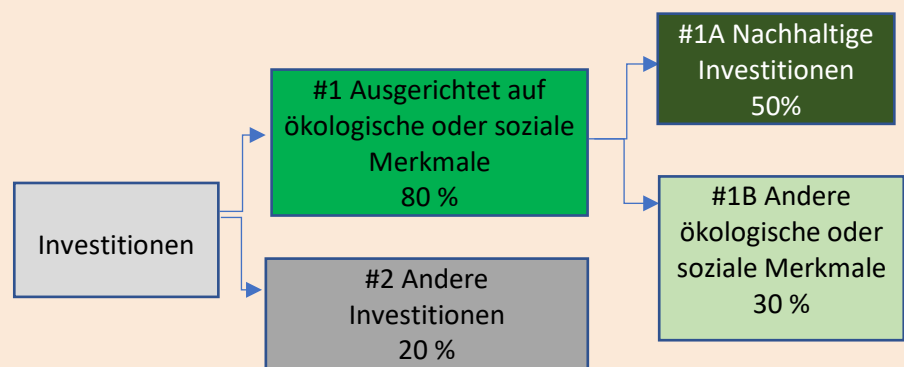 Investitionen
#1 Ausgerichtet auf
ökologische oder soziale
Merkmale
80 %
#2 Andere
Investitionen
20 %
#1A Nachhaltige
Investitionen
50%
#1B Andere
ökologische oder
soziale Merkmale
30 %